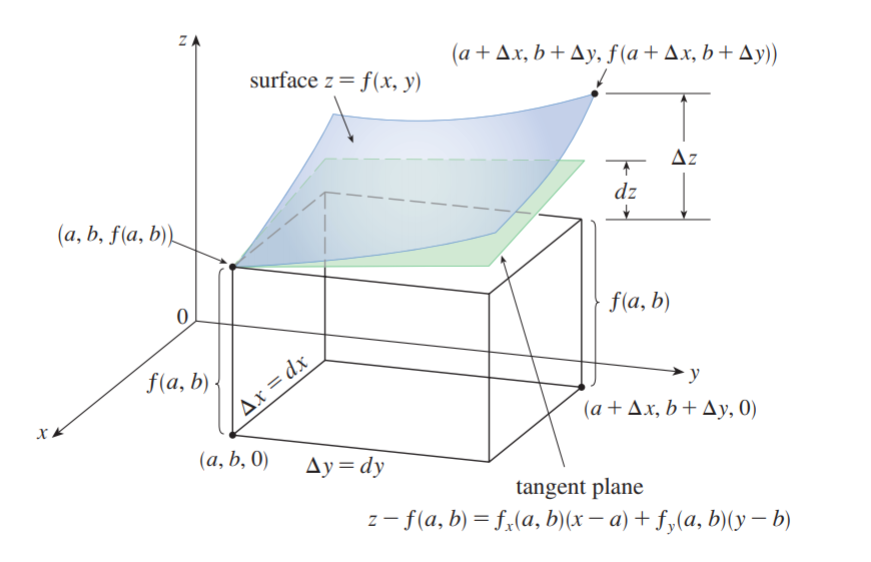 z
(a + Δx, b + Δy, f(a + Δx, b + Δy))
surface z = f(x, y)
Δz
dz
(a, b, f(a, b))
f(a, b)
0
y
f(a, b)
Δx = dx
(a + Δx, b + Δy, 0)
x
(a, b, 0)
Δy = dy
tangent plane
z − f(a, b) = fₓ(a, b)(x − a) + f_y(a, b)(y − b)